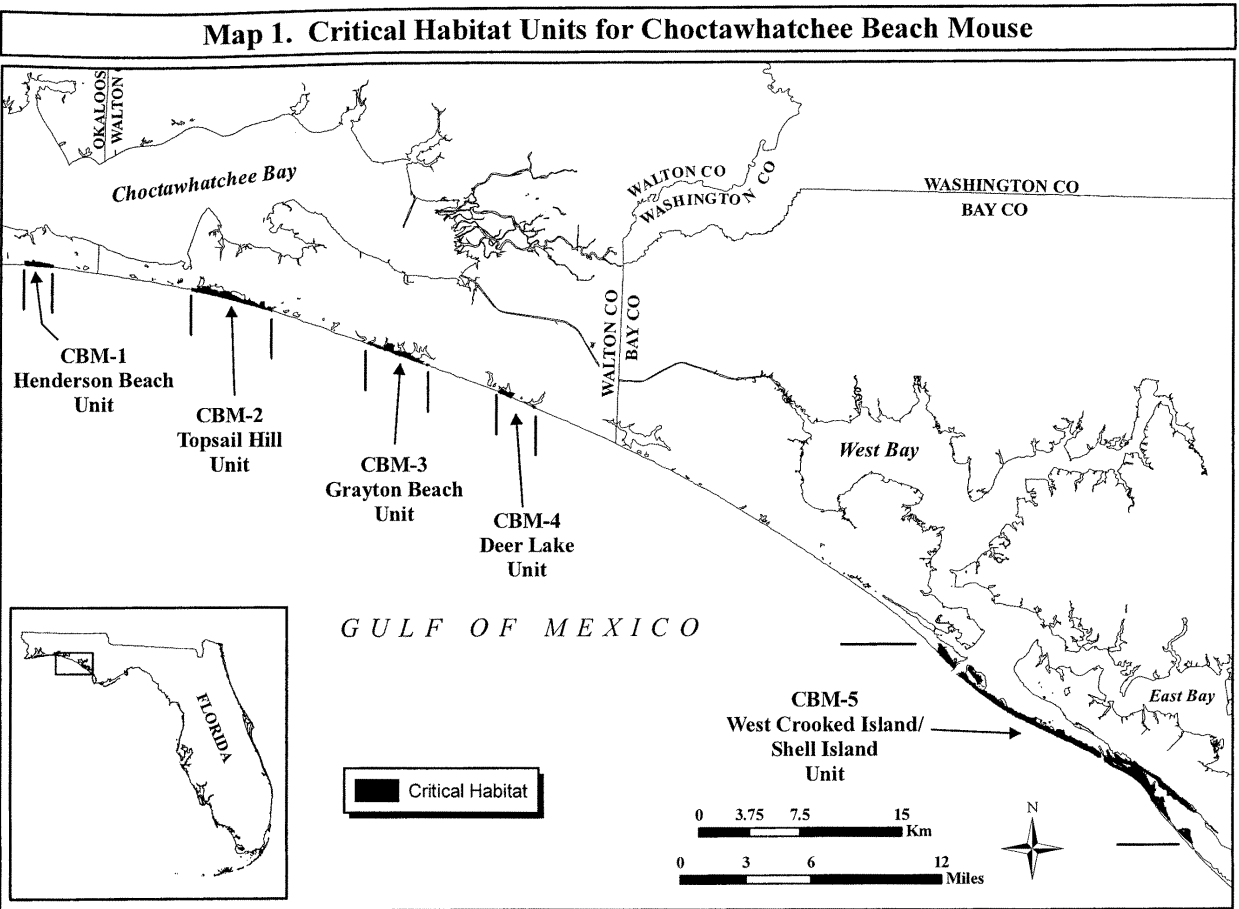 Map 1. Critical Habitat Units for Choctawhatchee Beach Mouse
OKALOOS
WALTON
Choctawhatchee Bay
WALTON CO
WASHINGTON CO
WASHINGTON CO
BAY CO
WALTON CO
BAY CO
CBM-1
Henderson Beach
Unit
CBM-2
Topsail Hill
Unit
CBM-3
Grayton Beach
Unit
CBM-4
Deer Lake
Unit
West Bay
GULF OF MEXICO
East Bay
CBM-5
West Crooked Island/
Shell Island
Unit
FLORIDA
Critical Habitat
0 3.75 7.5 15
Km
0 3 6 12
Miles
N